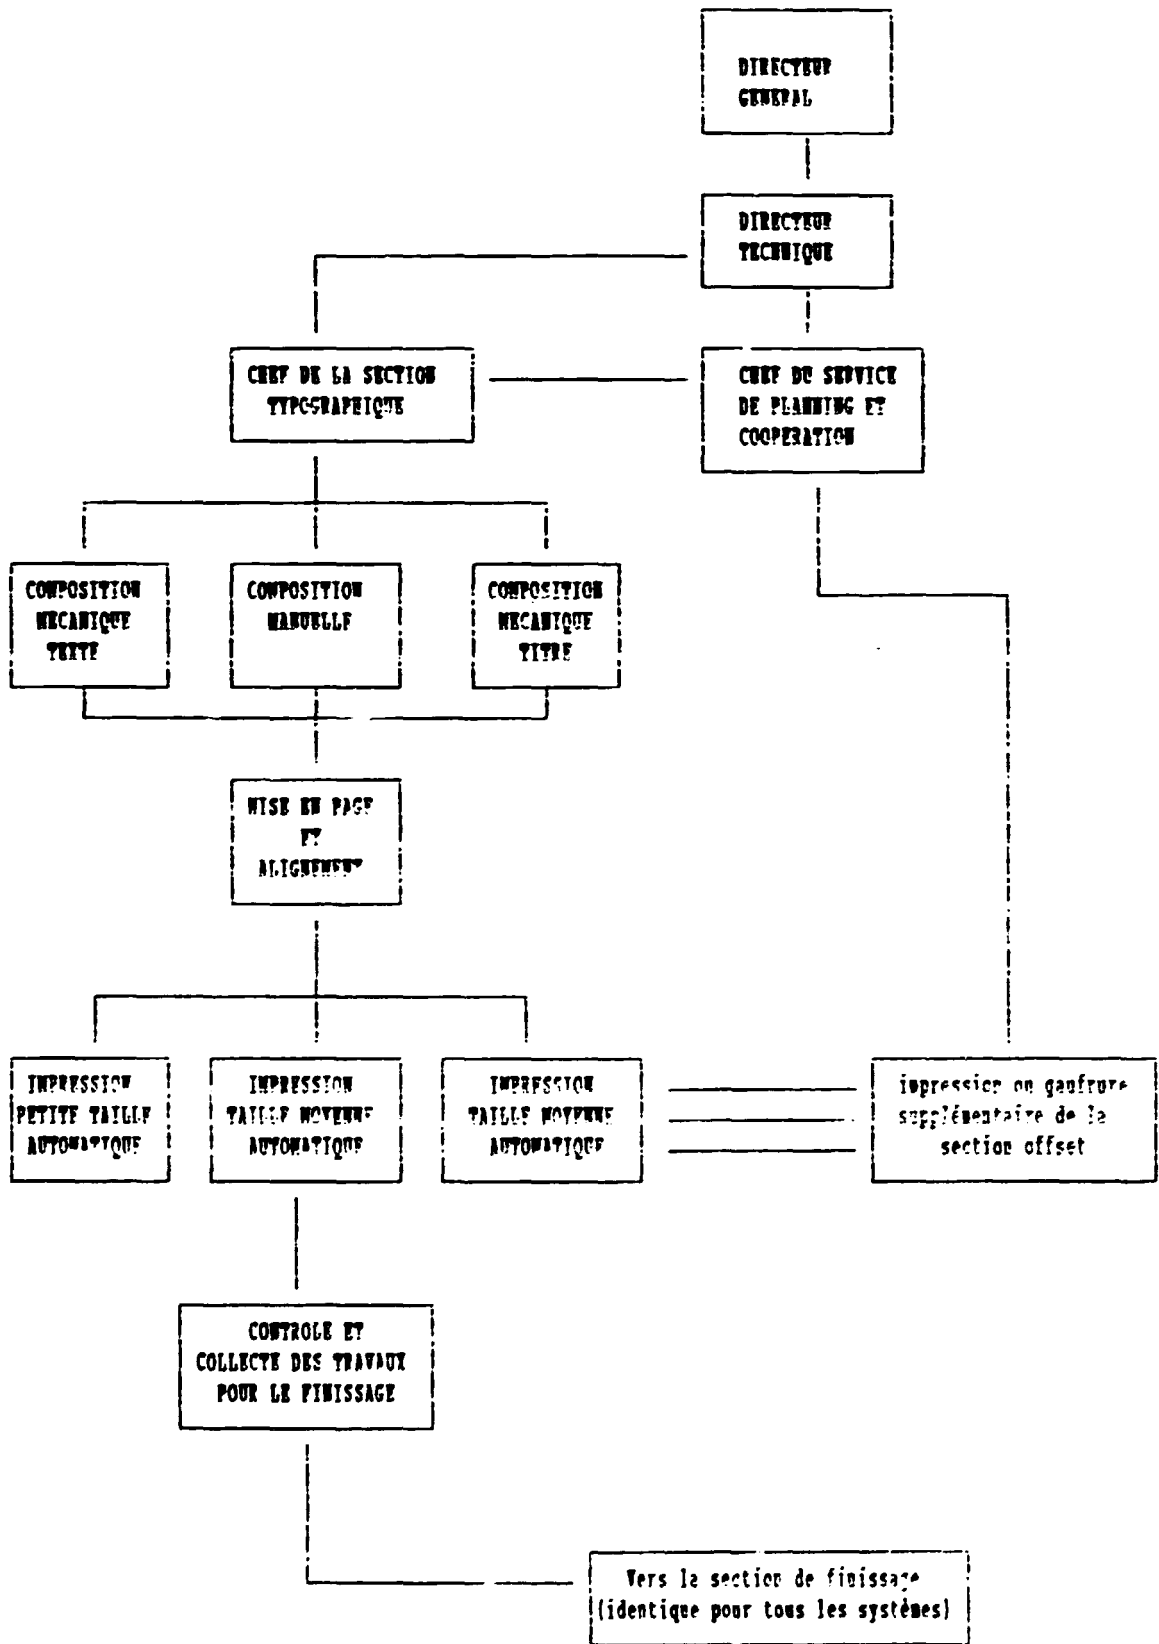 DIRECTEUR
GENERAL
DIRECTEUR
TECHNIQUE
CHEF DE LA SECTION
TYPOGRAPHIQUE
CHEF DU SERVICE
DE PLANNING ET
COOPERATION
COMPOSITION
MECANIQUE
TEXTE
COMPOSITION
MANUELLE
COMPOSITION
MECANIQUE
TITRE
MISE EN PAGE
ET
ALIGNEMENT
IMPRESSION
PETITE TAILLE
AUTOMATIQUE
IMPRESSION
TAILLE MOYENNE
AUTOMATIQUE
IMPRESSION
TAILLE MOYENNE
AUTOMATIQUE
impression ou gaufrure
supplémentaire de la
section offset
CONTROLE ET
COLLECTE DES TRAVAUX
POUR LE FINISSAGE
Vers la section de finissage
(identique pour tous les systèmes)